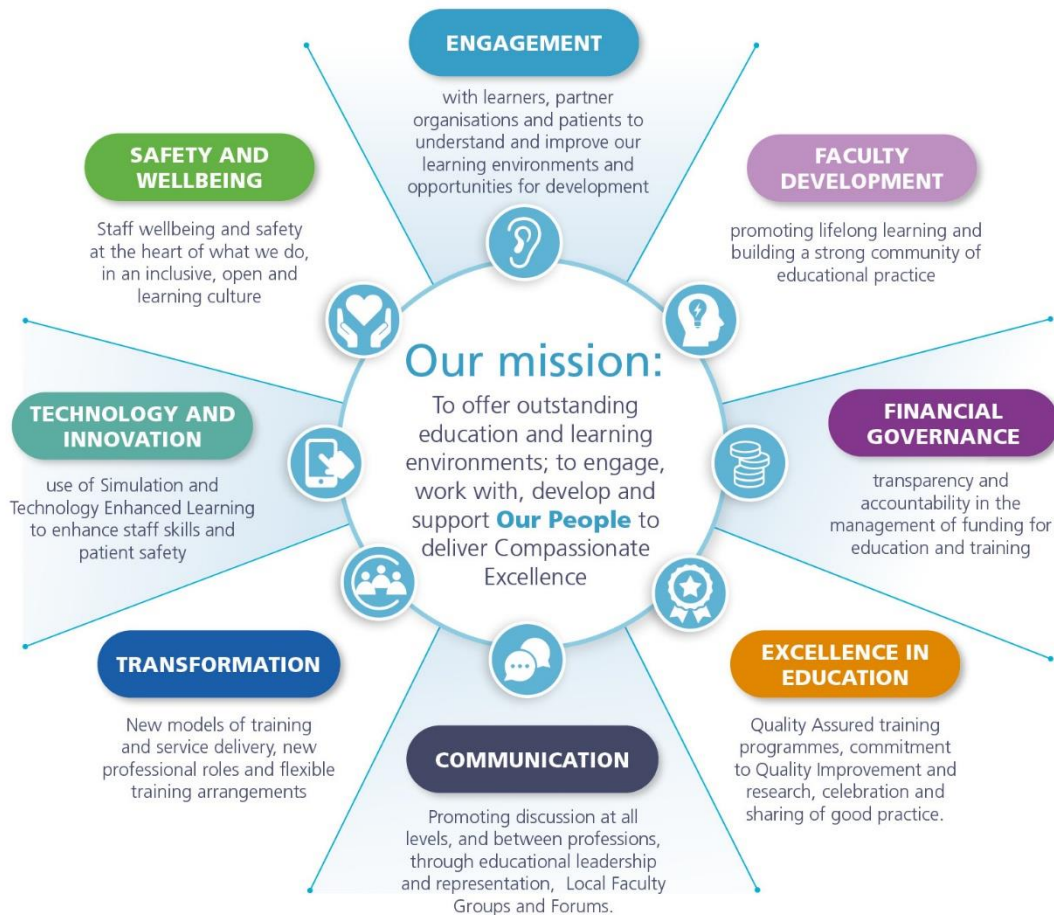 ENGAGEMENT
with learners, partner
organisations and patients to
understand and improve our
learning environments and
opportunities for development
FACULTY
DEVELOPMENT
promoting lifelong learning and
building a strong community of
educational practice
FINANCIAL
GOVERNANCE
transparency and
accountability in the
management of funding for
education and training
EXCELLENCE IN
EDUCATION
Quality Assured training
programmes, commitment
to Quality Improvement and
research, celebration and
sharing of good practice.
COMMUNICATION
Promoting discussion at all
levels, and between professions,
through educational leadership
and representation, Local Faculty
Groups and Forums.
TRANSFORMATION
New models of training
and service delivery, new
professional roles and flexible
training arrangements
TECHNOLOGY AND
INNOVATION
use of Simulation and
Technology Enhanced Learning
to enhance staff skills and
patient safety
SAFETY AND
WELLBEING
Staff wellbeing and safety
at the heart of what we do,
in an inclusive, open and
learning culture
Our mission:
To offer outstanding
education and learning
environments; to engage,
work with, develop and
support Our People to
deliver Compassionate
Excellence